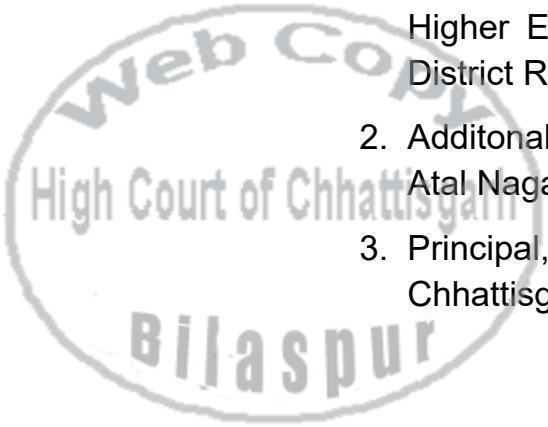 Web Copy
High Court of Chhattisgarh
Bilaspur
Higher E
District R
2. Additonal
Atal Naga
3. Principal,
Chhattisg